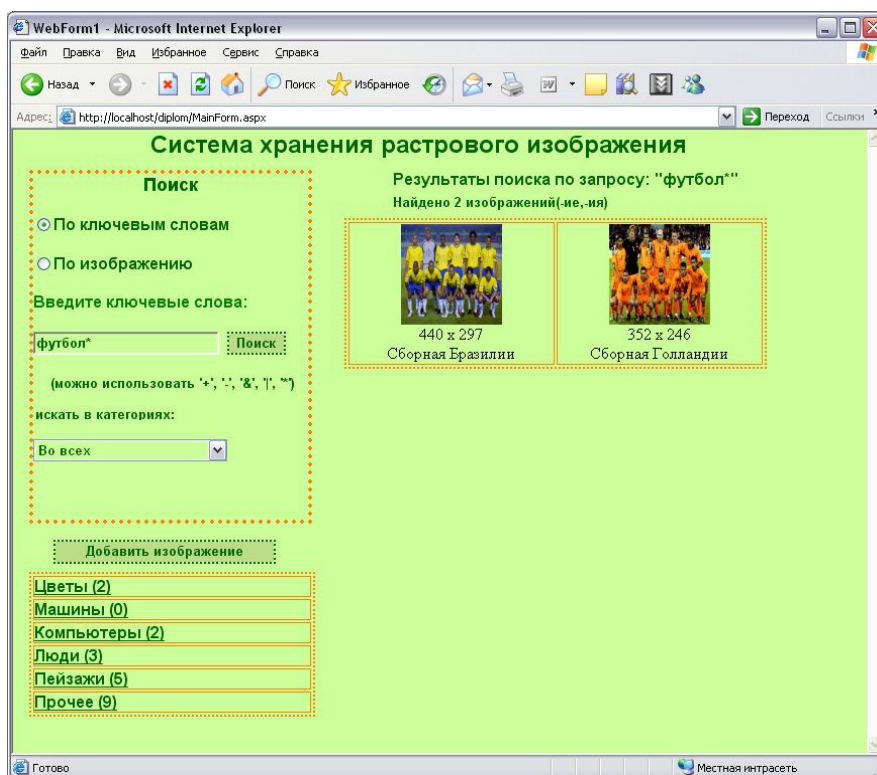 WebForm1 - Microsoft Internet Explorer
Файл Правка Вид Избранное Сервис Справка
Назад Поиск Избранное
Адрес: http://localhost/diplom/MainForm.aspx Переход Ссылки
Система хранения растрового изображения
Поиск
По ключевым словам
По изображению
Введите ключевые слова:
футбол* Поиск
(можно использовать '+', '-', '&', '|', '*')
искать в категориях:
Во всех
Добавить изображение
Цветы (2)
Машины (0)
Компьютеры (2)
Люди (3)
Пейзажи (5)
Прочее (9)
Результаты поиска по запросу: "футбол*"
Найдено 2 изображений(-ие,-ия)
440 x 297
Сборная Бразилии
352 x 246
Сборная Голландии
Готово
Местная интрасеть